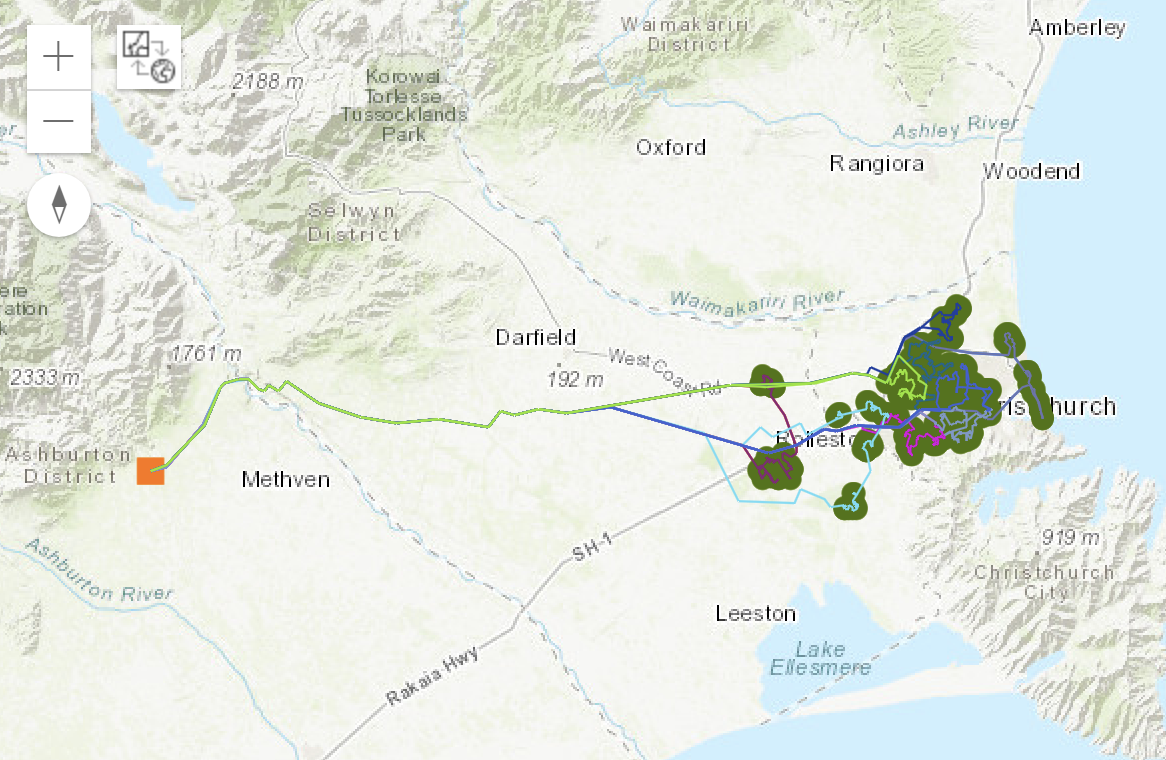 Waimakariri
District
Amberley
2188 m
Korowai
Torlesse
Tussocklands
Park
Ashley River
Oxford
Rangiora
Woodend
er
Selwyn
District
ere
ration
k
Waimakariri River
Darfield
West Coast Rd
1761 m
2333 m
192 m
christchurch
Rolleston
Ashburton
District
Methven
SH-1
919 m
Ashburton River
Christchurch
City
Leeston
Lake
Ellesmere
Rakaia Hwy